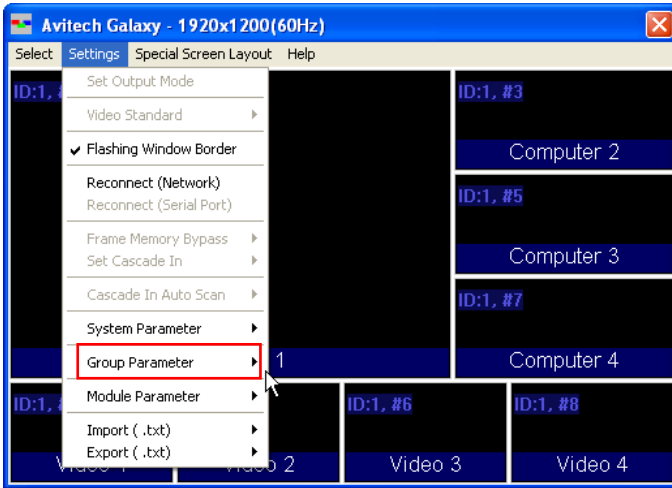 Avitech Galaxy - 1920x1200(60Hz)
Select Settings Special Screen Layout Help
Set Output Mode
Video Standard
Flashing Window Border
Reconnect (Network)
Reconnect (Serial Port)
Frame Memory Bypass
Set Cascade In
Cascade In Auto Scan
System Parameter
Group Parameter
Module Parameter
Import ( .txt)
Export ( .txt)
ID:1,
1
ID:1, #3
Computer 2
ID:1, #5
Computer 3
ID:1, #7
Computer 4
ID:1,
2
ID:1, #6
Video 3
ID:1, #8
Video 4